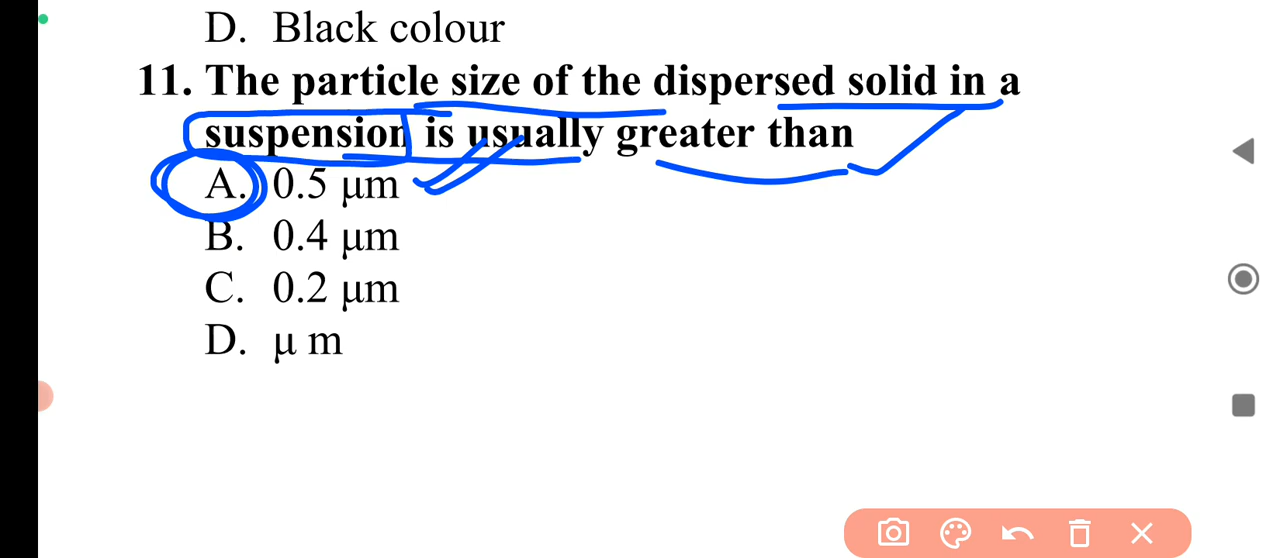 D. Black colour
11. The particle size of the dispersed solid in a
suspension is usually greater than
A. 0.5 µm
B. 0.4 µm
C. 0.2 µm
D. µ m